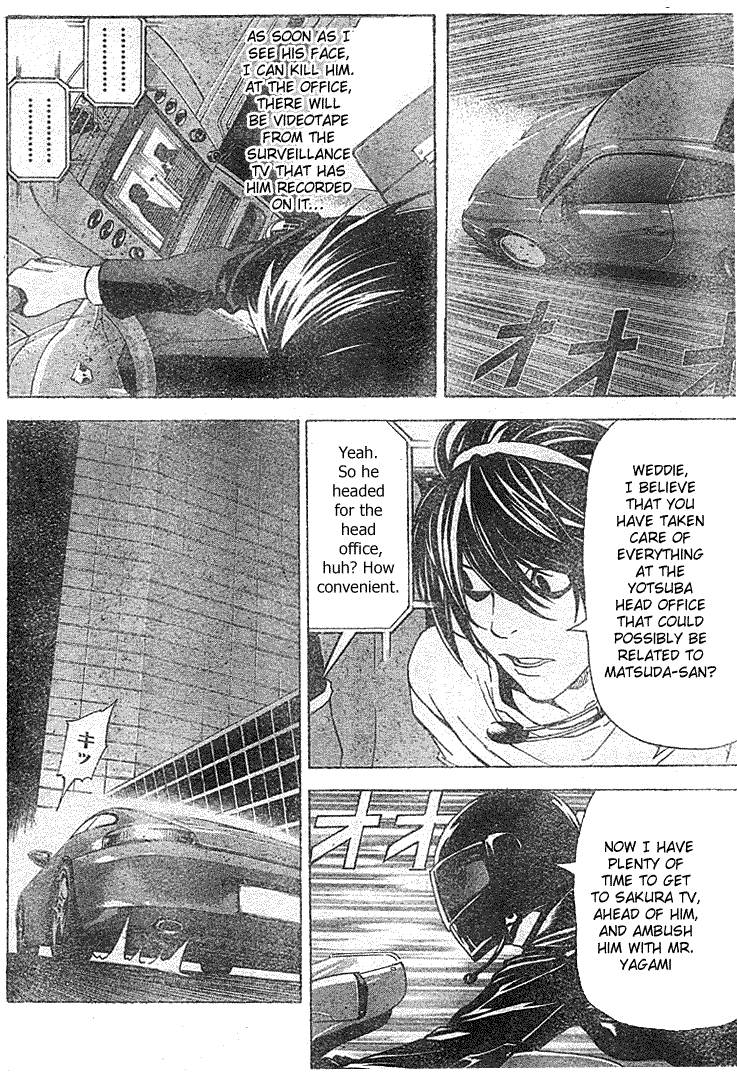 オオオ
AS SOON AS I
SEE HIS FACE,
I CAN KILL HIM.
AT THE OFFICE,
THERE WILL
BE VIDEOTAPE
FROM THE
SURVEILLANCE
TV THAT HAS
HIM RECORDED
ON IT...
WEDDIE,
I BELIEVE
THAT YOU
HAVE TAKEN
CARE OF
EVERYTHING
AT THE
YOTSUBA
HEAD OFFICE
THAT COULD
POSSIBLY BE
RELATED TO
MATSUDA-SAN?
Yeah.
So he
headed
for the
head
office,
huh? How
convenient.
キッ
オオ
NOW I HAVE
PLENTY OF
TIME TO GET
TO SAKURA TV,
AHEAD OF HIM,
AND AMBUSH
HIM WITH MR.
YAGAMI